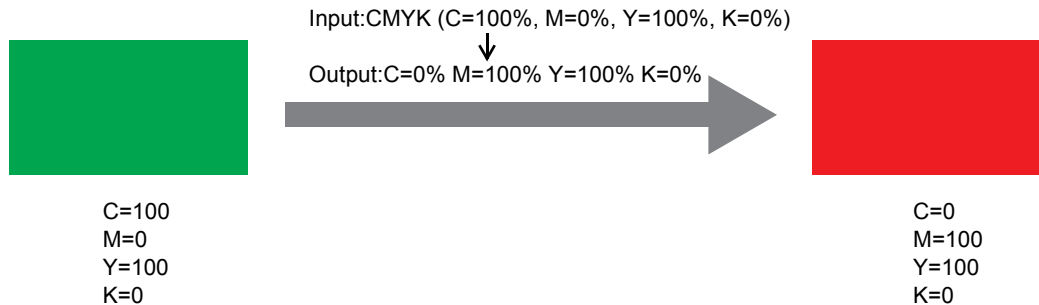 Input:CMYK (C=100%, M=0%, Y=100%, K=0%)
Output:C=0% M=100% Y=100% K=0%
C=100
M=0
Y=100
K=0
C=0
M=100
Y=100
K=0